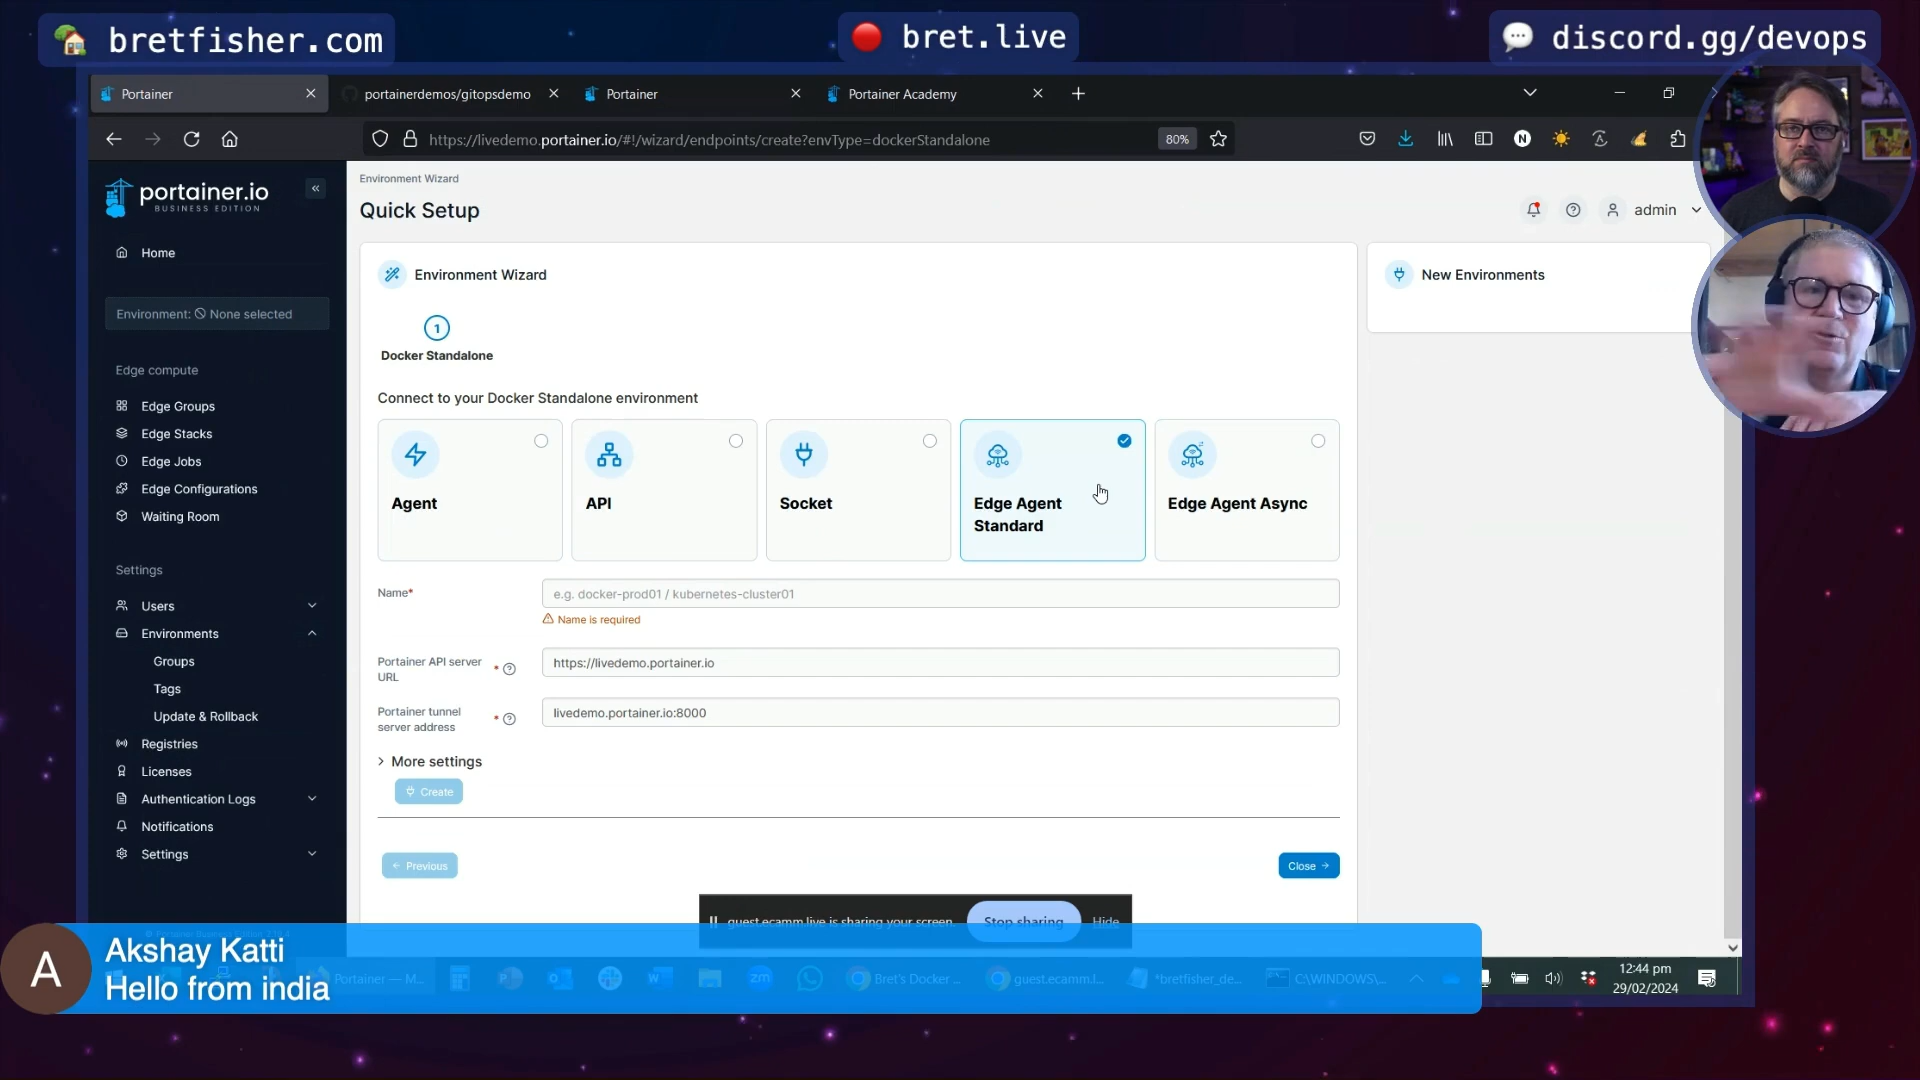 bretfisher.com
bret.live
discord.gg/devops
Portainer
portainerdemos/gitopsdemo
Portainer
Portainer Academy
https://livedemo.portainer.io/#!/wizard/endpoints/create?envType=dockerStandalone
80%
portainer.io
BUSINESS EDITION
Home
Environment: None selected
Edge compute
Edge Groups
Edge Stacks
Edge Jobs
Edge Configurations
Waiting Room
Settings
Users
Environments
Groups
Tags
Update & Rollback
Registries
Licenses
Authentication Logs
Notifications
Settings
Environment Wizard
Quick Setup
admin
Environment Wizard
1
Docker Standalone
Connect to your Docker Standalone environment
Agent
API
Socket
Edge Agent
Standard
Edge Agent Async
Name*
e.g. docker-prod01 / kubernetes-cluster01
Name is required
Portainer API server
URL
*
https://livedemo.portainer.io
Portainer tunnel
server address
*
livedemo.portainer.io:8000
More settings
Create
Previous
Close
New Environments
guest.ecamm.live is sharing your screen.
Stop sharing
Hide
A
Akshay Katti
Hello from india
Portainer — M...
Bret's Docker ...
guest.ecamm.l...
*bretfisher_de...
C:\WINDOWS\...
12:44 pm
29/02/2024